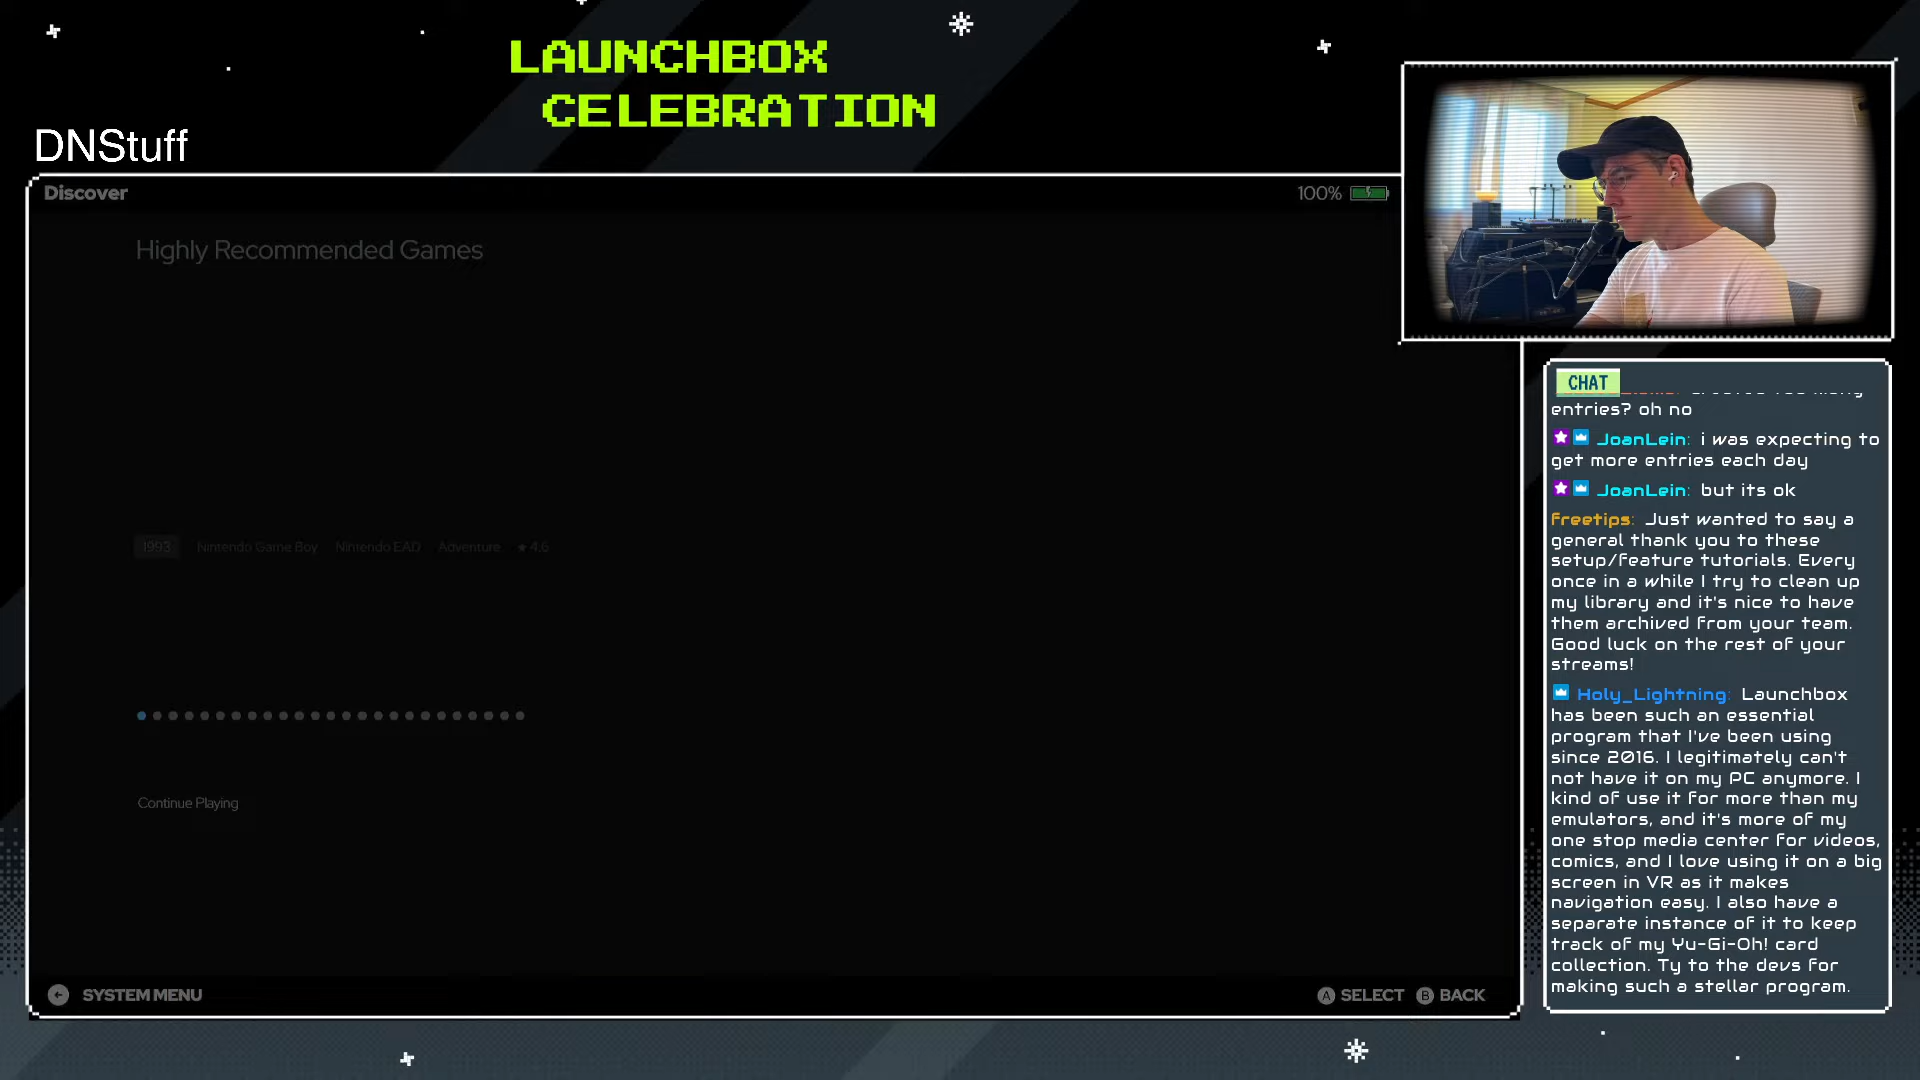 LAUNCHBOX
CELEBRATION
DNStuff
Discover
100%
Highly Recommended Games
1993 Nintendo Game Boy Nintendo EAD Adventure ★ 4.6
Continue Playing
SYSTEM MENU
A SELECT B BACK
CHAT
entries? oh no
JoanLein: i was expecting to
get more entries each day
JoanLein: but its ok
Freetips: Just wanted to say a
general thank you to these
setup/feature tutorials. Every
once in a while I try to clean up
my library and it's nice to have
them archived from your team.
Good luck on the rest of your
streams!
Holy_Lightning: Launchbox
has been such an essential
program that I've been using
since 2016. I legitimately can't
not have it on my PC anymore. I
kind of use it for more than my
emulators, and it's more of my
one stop media center for videos,
comics, and I love using it on a big
screen in VR as it makes
navigation easy. I also have a
separate instance of it to keep
track of my Yu-Gi-Oh! card
collection. Ty to the devs for
making such a stellar program.